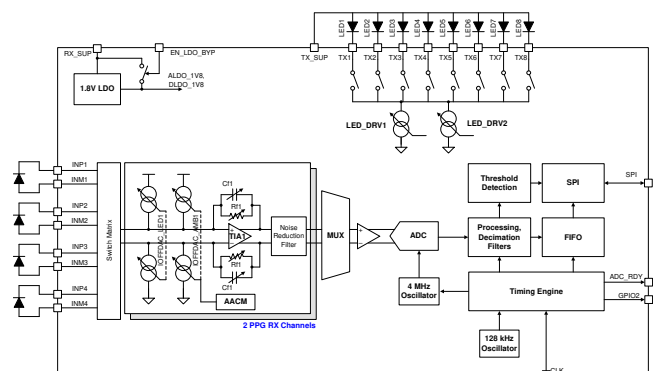 LED1
LED2
LED3
LED4
LED5
LED6
LED7
LED8
RX_SUP
EN_LDO_BYP
TX_SUP
TX1
TX2
TX3
TX4
TX5
TX6
TX7
TX8
1.8V LDO
ALDO_1V8,
DLDO_1V8
LED_DRV1
LED_DRV2
INP1
INM1
INP2
INM2
INP3
INM3
INP4
INM4
Switch Matrix
IOFFDAC_LED1
IOFFDAC_AMB1
Cf1
Rf1
TIA1
Rf1
Cf1
AACM
Noise
Reduction
Filter
2 PPG RX Channels
MUX
ADC
4 MHz
Oscillator
Threshold
Detection
SPI
SPI
Processing,
Decimation
Filters
FIFO
Timing Engine
ADC_RDY
GPIO2
128 kHz
Oscillator
CLK